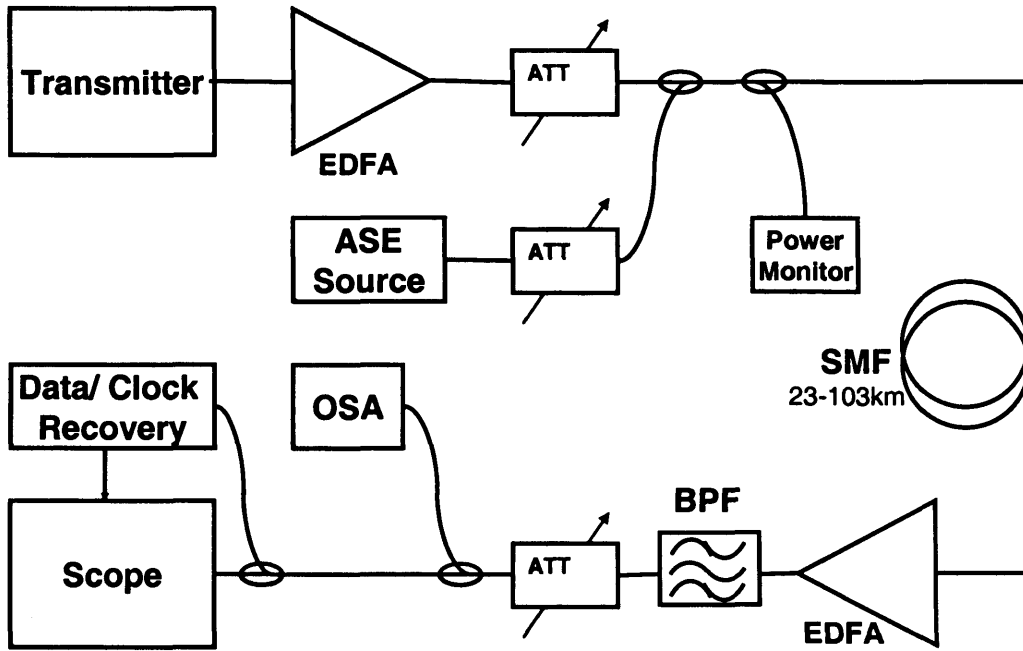 Transmitter
EDFA
ATT
ASE
Source
ATT
Power
Monitor
SMF
23-103km
Data/ Clock
Recovery
OSA
Scope
ATT
BPF
EDFA